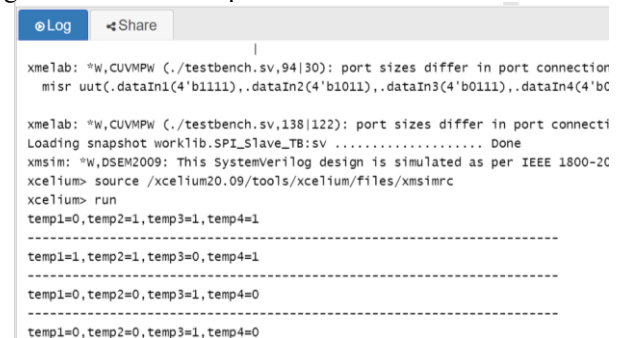 Log Share
|
xmelab: *W,CUVMPW (./testbench.sv,94|30): port sizes differ in port connection
misr uut(.dataIn1(4'b1111),.dataIn2(4'b1011),.dataIn3(4'b0111),.dataIn4(4'b0
xmelab: *W,CUVMPW (./testbench.sv,138|122): port sizes differ in port connecti
Loading snapshot worklib.SPI_Slave_TB:sv .................... Done
xmsim: *W,DSEM2009: This SystemVerilog design is simulated as per IEEE 1800-20
xcelium> source /xcelium20.09/tools/xcelium/files/xmsimrc
xcelium> run
temp1=0,temp2=1,temp3=1,temp4=1
-----------------------------------------------------------------------
temp1=1,temp2=1,temp3=0,temp4=1
-----------------------------------------------------------------------
temp1=0,temp2=0,temp3=1,temp4=0
-----------------------------------------------------------------------
temp1=0,temp2=0,temp3=1,temp4=0